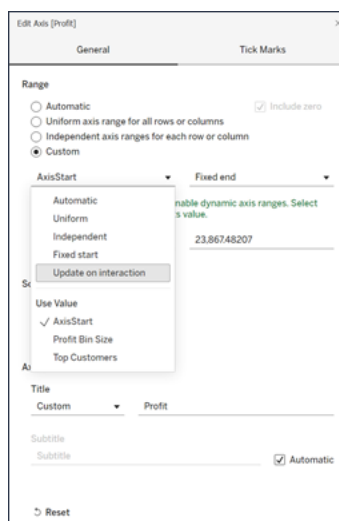 Edit Axis [Profit]
General Tick Marks
Range
Automatic Include zero
Uniform axis range for all rows or columns
Independent axis ranges for each row or column
Custom
AxisStart Fixed end
Automatic
nable dynamic axis ranges. Select
Uniform
s value.
Independent
23,867.48207
Fixed start
Update on interaction
Se
Use Value
AxisStart
Profit Bin Size
Top Customers
Ax
Title
Custom Profit
Subtitle
Subtitle Automatic
Reset